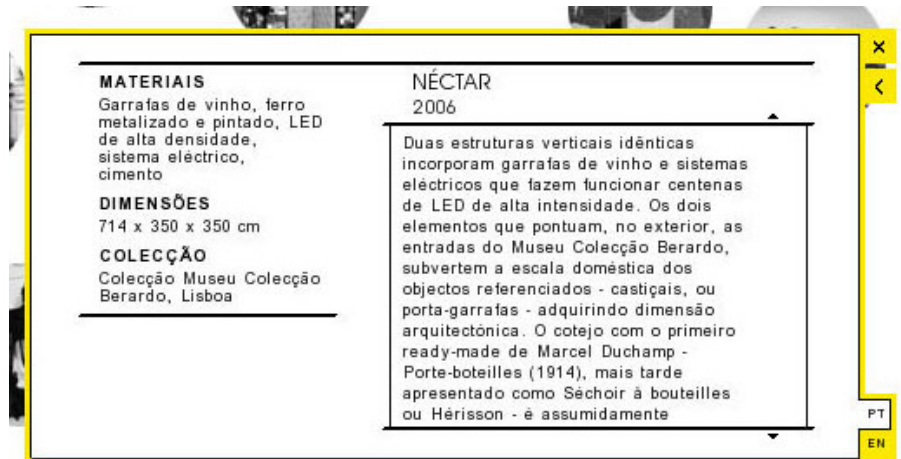 MATERIAIS
Garrafas de vinho, ferro
metalizado e pintado, LED
de alta densidade,
sistema eléctrico,
cimento
DIMENSÕES
714 x 350 x 350 cm
COLECÇÃO
Colecção Museu Colecção
Berardo, Lisboa
NÉCTAR
2006
Duas estruturas verticais idênticas
incorporam garrafas de vinho e sistemas
eléctricos que fazem funcionar centenas
de LED de alta intensidade. Os dois
elementos que pontuam, no exterior, as
entradas do Museu Colecção Berardo,
subvertem a escala doméstica dos
objectos referenciados - castiçais, ou
porta-garrafas - adquirindo dimensão
arquitectónica. O cotejo com o primeiro
ready-made de Marcel Duchamp -
Porte-boteilles (1914), mais tarde
apresentado como Séchoir à bouteilles
ou Hérisson - é assumidamente
PT
EN